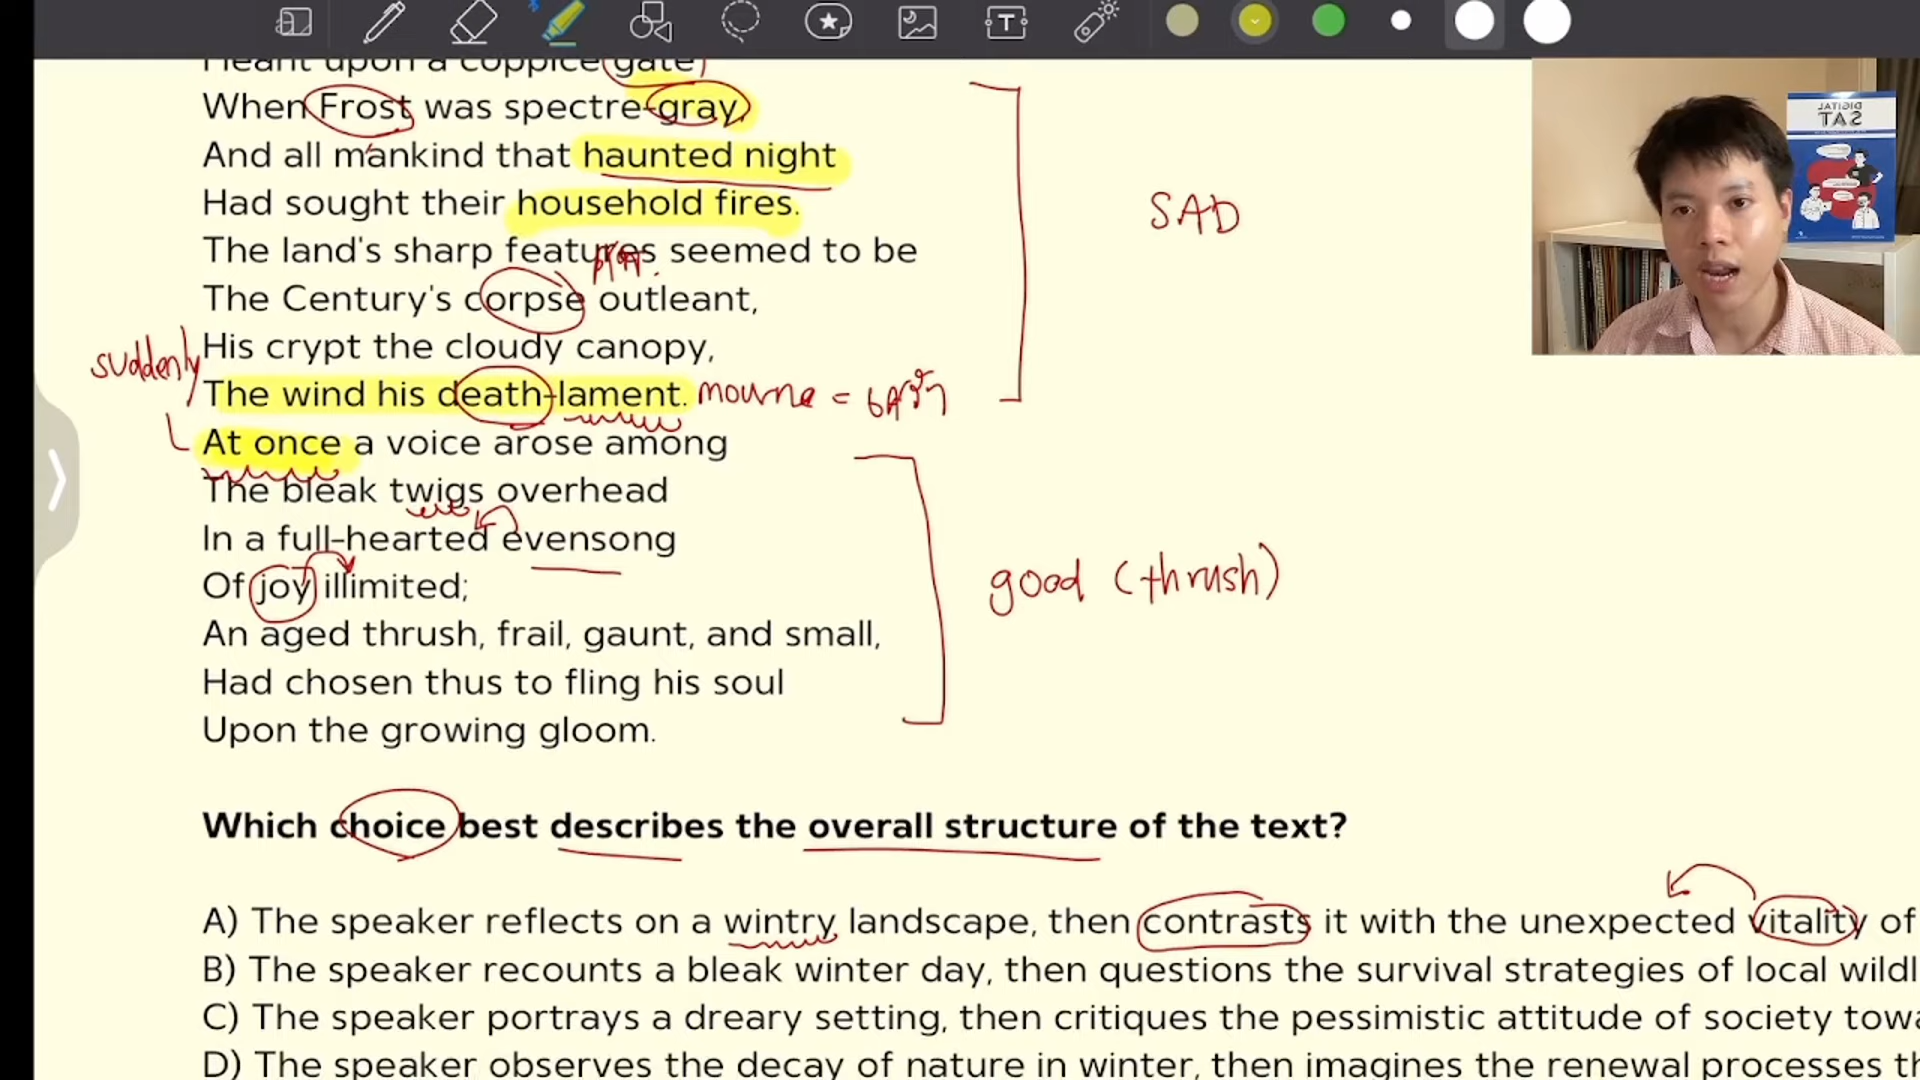 I leant upon a coppice gate,
When Frost was spectre-gray,
And all mankind that haunted night
Had sought their household fires.
The land's sharp features seemed to be
The Century's corpse outleant,
His crypt the cloudy canopy,
The wind his death-lament. mourne =
suddenly
At once a voice arose among
The bleak twigs overhead
In a full-hearted evensong
Of joy illimited;
An aged thrush, frail, gaunt, and small,
Had chosen thus to fling his soul
Upon the growing gloom.
SAD
good (thrush)
Which choice best describes the overall structure of the text?
A) The speaker reflects on a wintry landscape, then contrasts it with the unexpected vitality of
B) The speaker recounts a bleak winter day, then questions the survival strategies of local wildl
C) The speaker portrays a dreary setting, then critiques the pessimistic attitude of society towa
D) The speaker observes the decay of nature in winter, then imagines the renewal processes th
DIGITAL
SAT